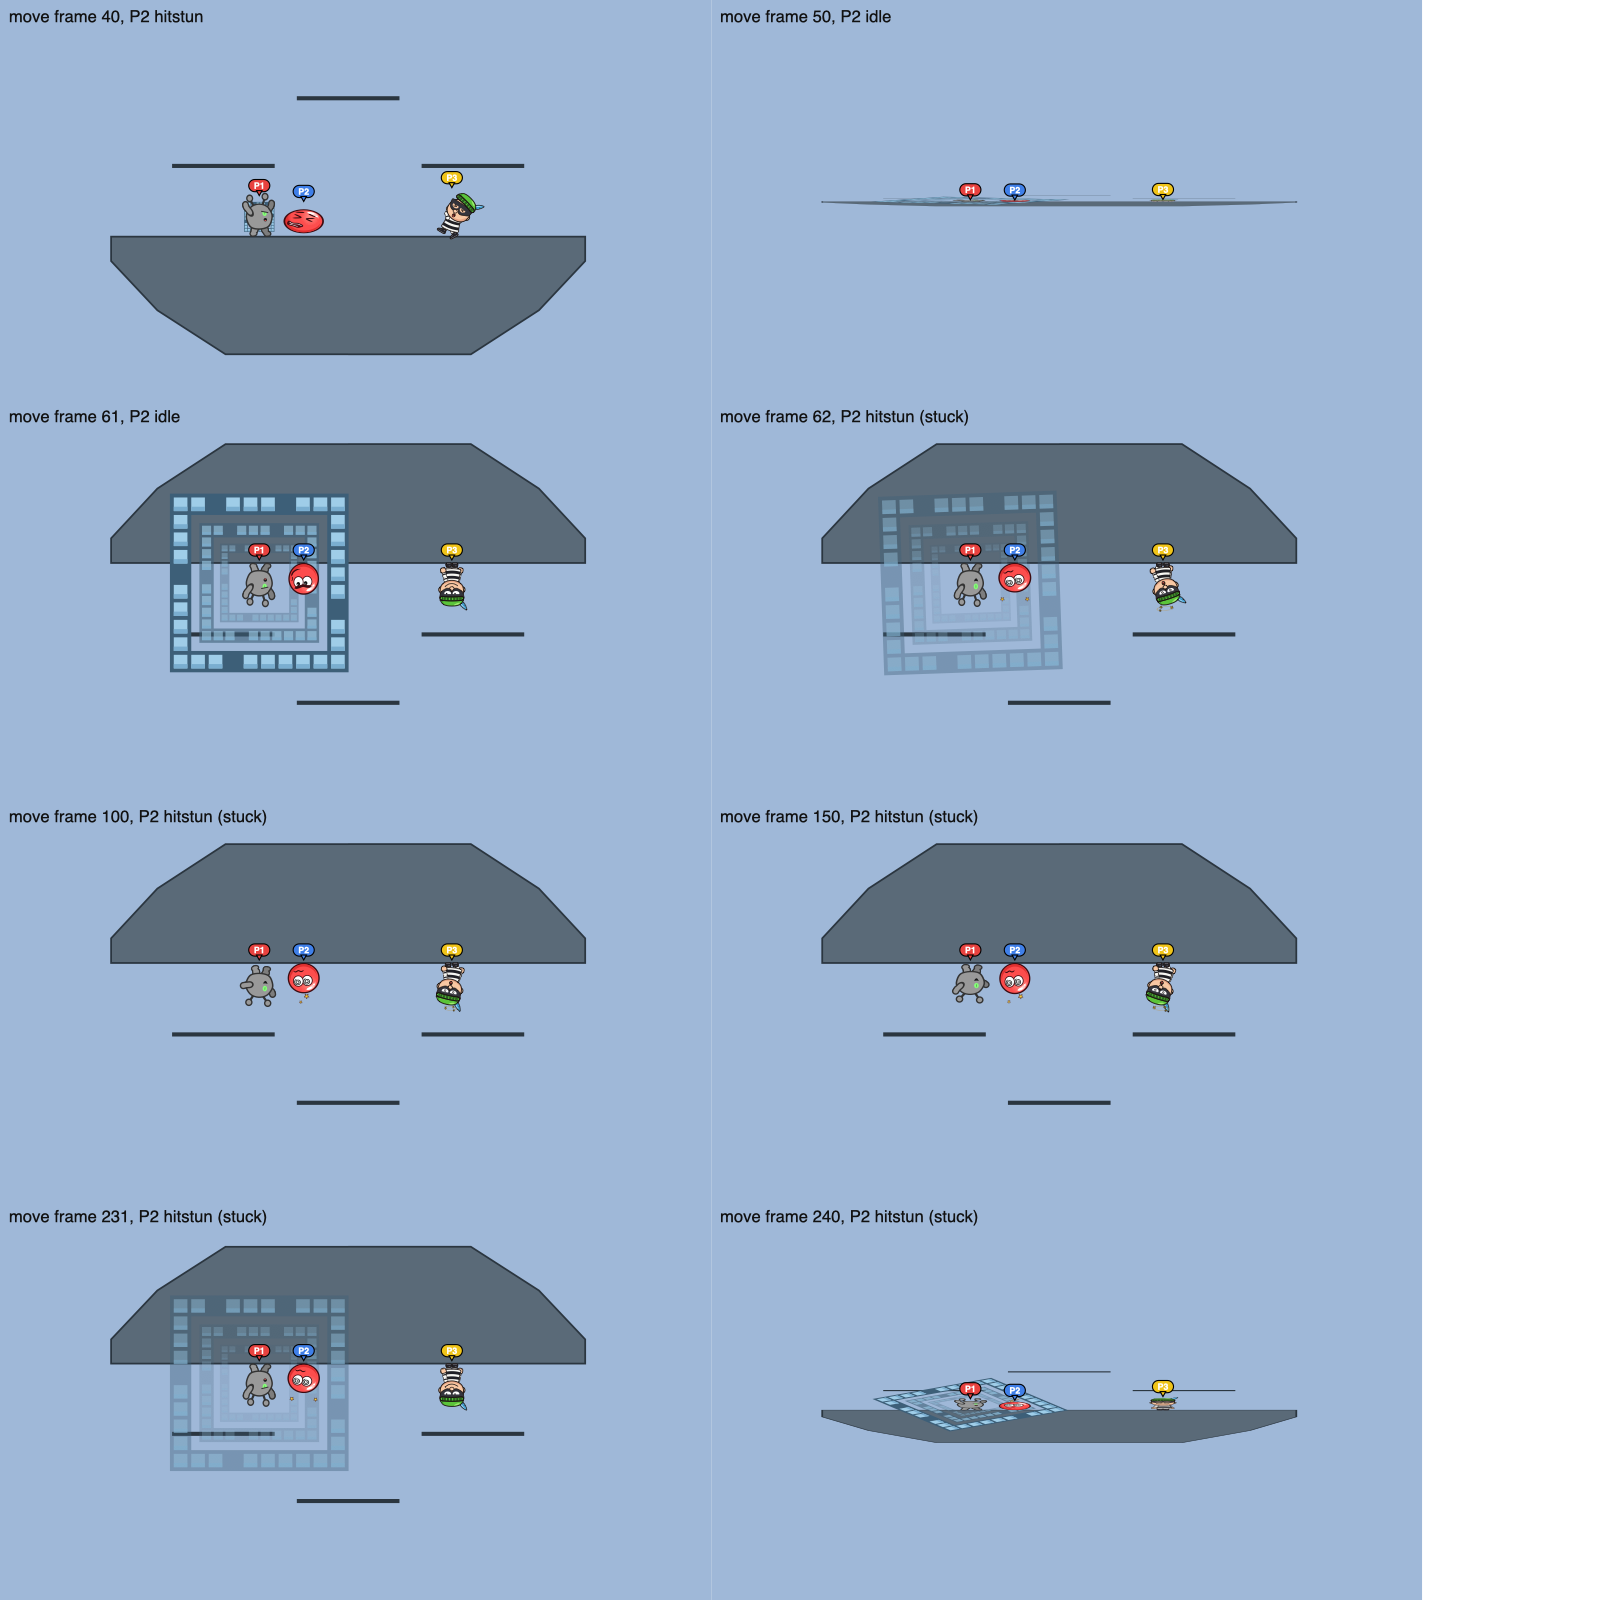 move frame 40, P2 hitstun
P1
P2
P3
move frame 50, P2 idle
P1
P2
P3
move frame 61, P2 idle
P1
P2
P3
move frame 62, P2 hitstun (stuck)
P1
P2
P3
move frame 100, P2 hitstun (stuck)
P1
P2
P3
move frame 150, P2 hitstun (stuck)
P1
P2
P3
move frame 231, P2 hitstun (stuck)
P1
P2
P3
move frame 240, P2 hitstun (stuck)
P1
P2
P3